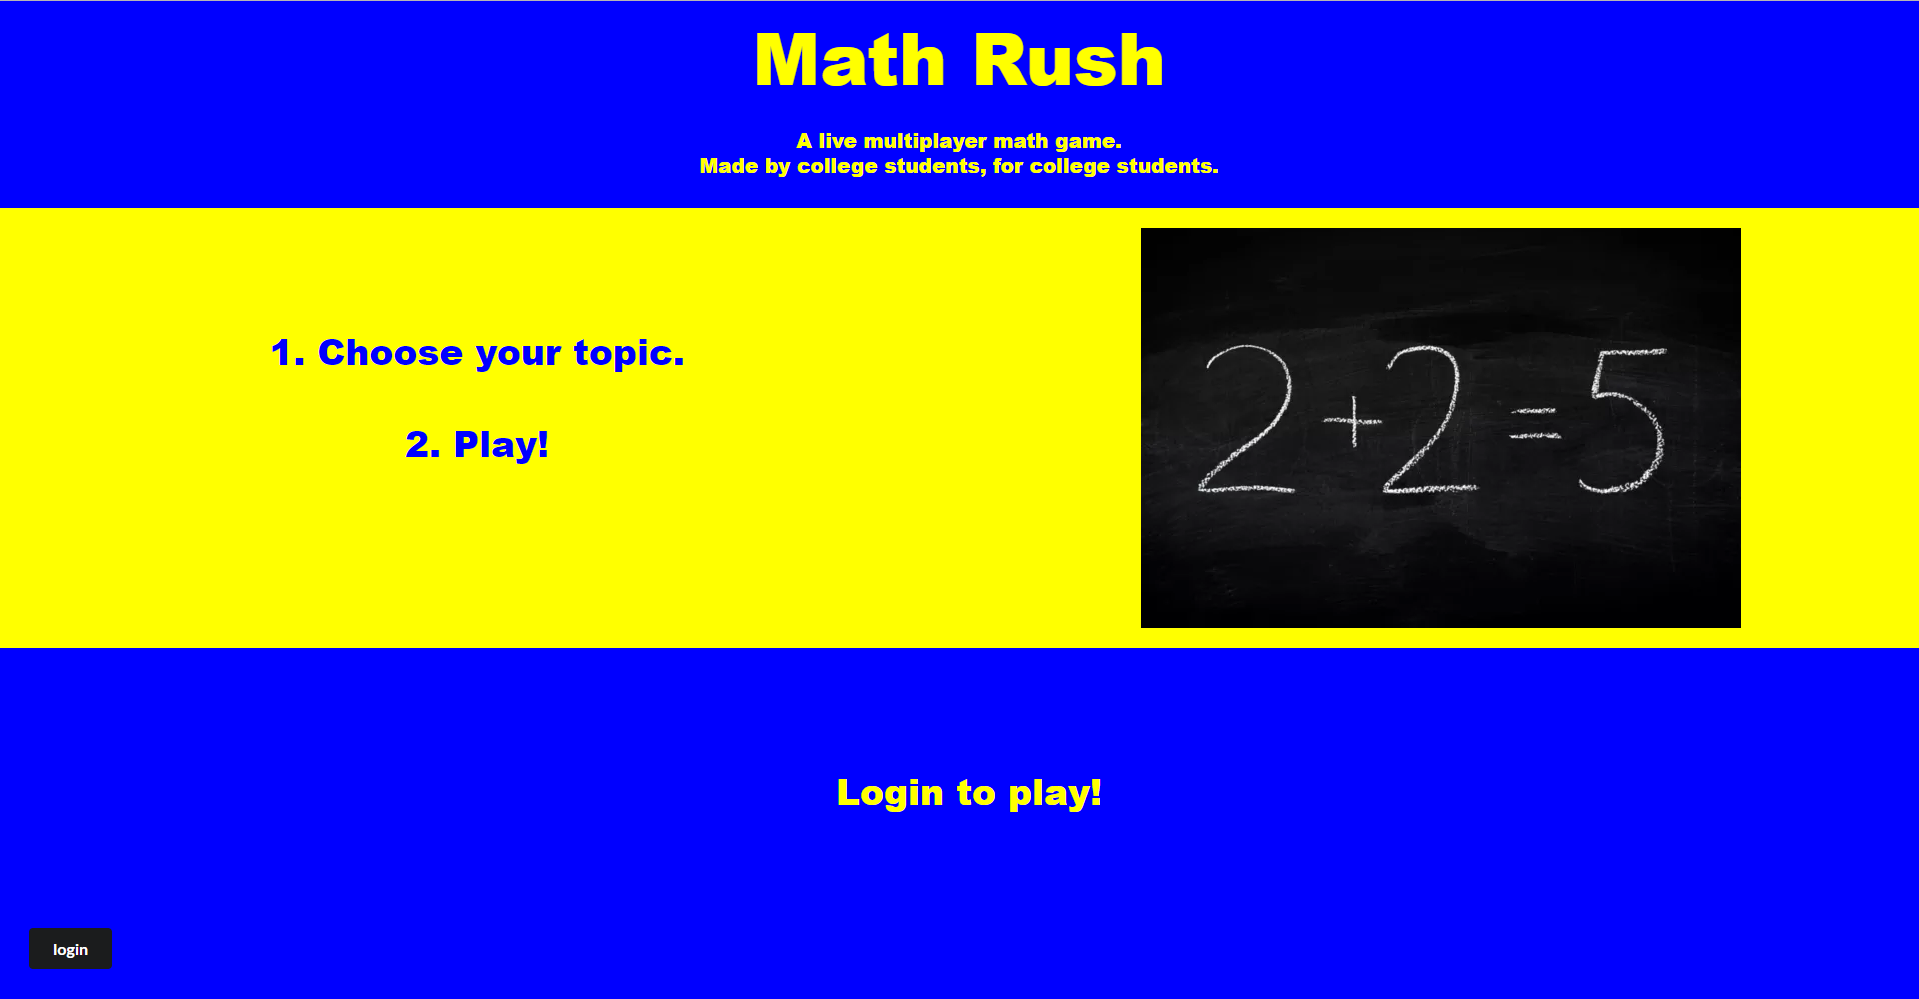 Math Rush
A live multiplayer math game.
Made by college students, for college students.
1. Choose your topic.
2. Play!
2+2=5
Login to play!
login